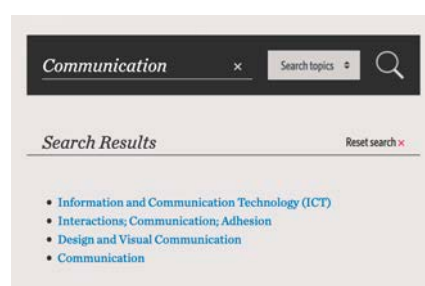 Communication × Search topics
Search Results Reset search ×
• Information and Communication Technology (ICT)
• Interactions; Communication; Adhesion
• Design and Visual Communication
• Communication